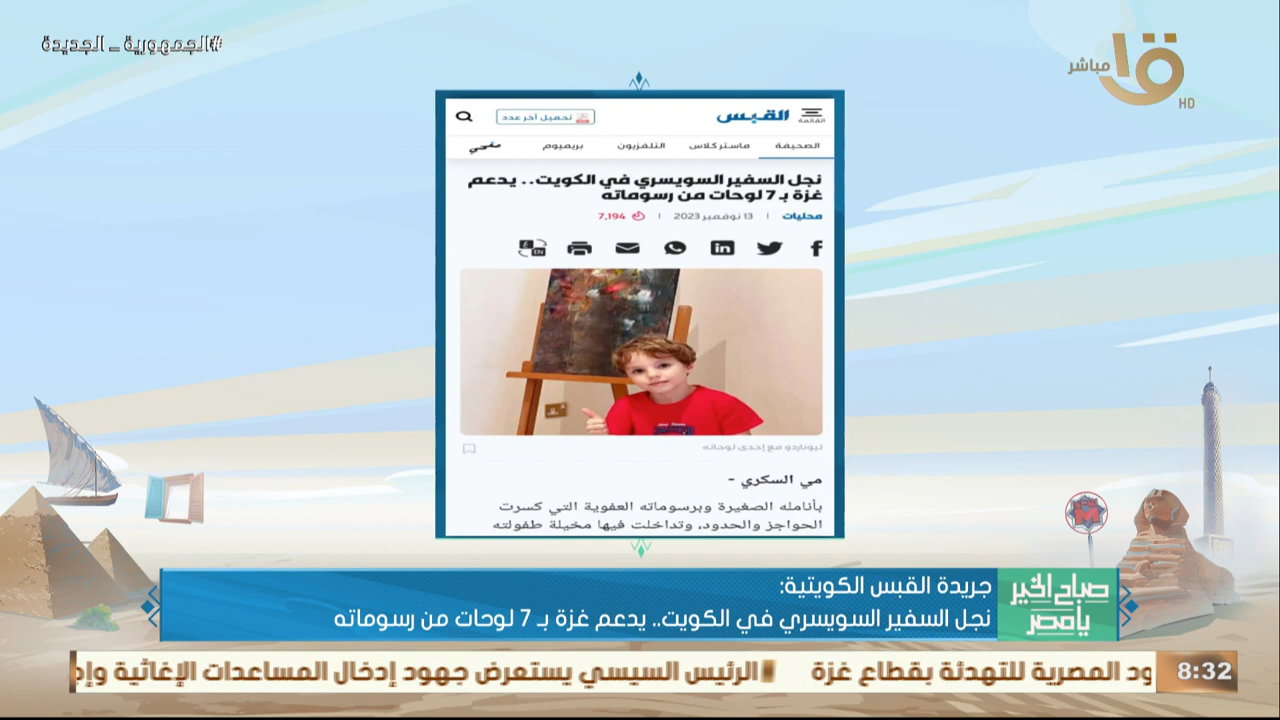 #الجمهورية _ الجديدة
مباشر
HD
القائمة
القبس
تحميل آخر عدد
الصحيفة ماستر كلاس التلفزيون بريميوم
نجل السفير السويسري في الكويت.. يدعم
غزة بـ 7 لوحات من رسوماته
محليات | 13 نوفمبر 2023 | 7,194
ليوناردو مع إحدى لوحاته
مي السكري -
بأنامله الصغيرة وبرسوماته العفوية التي كسرت
الحواجز والحدود، وتداخلت فيها مخيلة طفولته
صباح الخير
يا مصر
جريدة القبس الكويتية:
نجل السفير السويسري في الكويت.. يدعم غزة بـ 7 لوحات من رسوماته
8:32
ود المصرية للتهدئة بقطاع غزة الرئيس السيسي يستعرض جهود إدخال المساعدات الإغاثية وإ